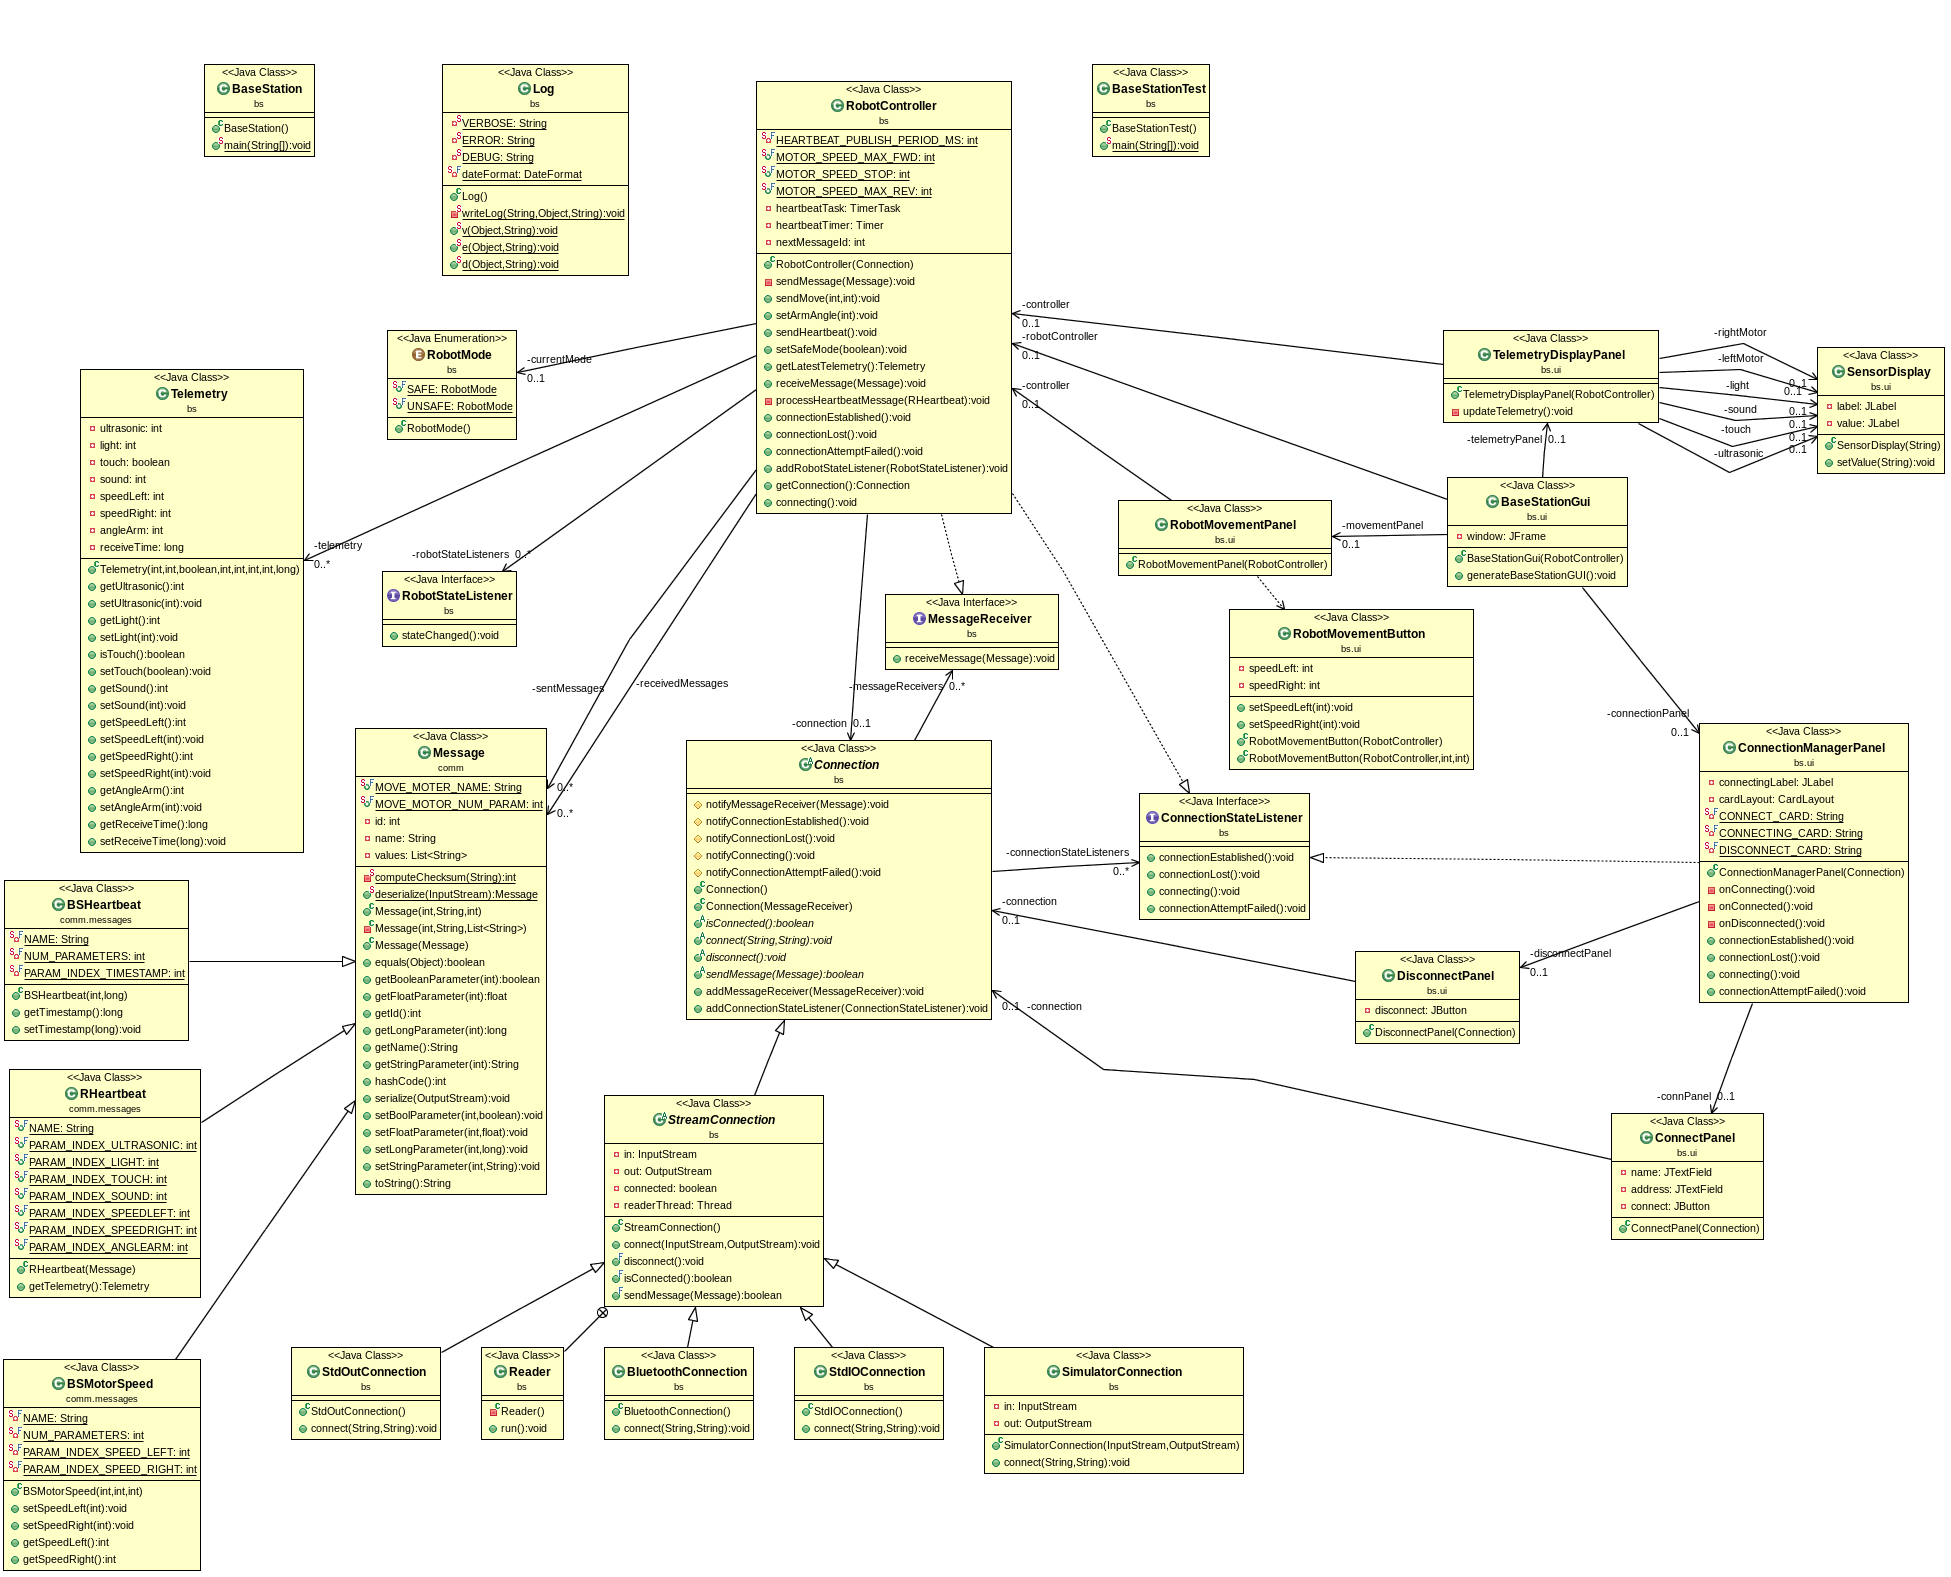 <<Java Class>>
BaseStation
bs
BaseStation()
main(String[]):void
<<Java Class>>
Log
bs
VERBOSE: String
ERROR: String
DEBUG: String
dateFormat: DateFormat
Log()
writeLog(String,Object,String):void
v(Object,String):void
e(Object,String):void
d(Object,String):void
<<Java Class>>
RobotController
bs
HEARTBEAT_PUBLISH_PERIOD_MS: int
MOTOR_SPEED_MAX_FWD: int
MOTOR_SPEED_STOP: int
MOTOR_SPEED_MAX_REV: int
heartbeatTask: TimerTask
heartbeatTimer: Timer
nextMessageId: int
RobotController(Connection)
sendMessage(Message):void
sendMove(int,int):void
setArmAngle(int):void
sendHeartbeat():void
setSafeMode(boolean):void
getLatestTelemetry():Telemetry
receiveMessage(Message):void
processHeartbeatMessage(RHeartbeat):void
connectionEstablished():void
connectionLost():void
connectionAttemptFailed():void
addRobotStateListener(RobotStateListener):void
getConnection():Connection
connecting():void
<<Java Class>>
BaseStationTest
bs
BaseStationTest()
main(String[]):void
<<Java Enumeration>>
RobotMode
bs
SAFE: RobotMode
UNSAFE: RobotMode
RobotMode()
-currentMode
0..1
-controller
0..1
-robotController
0..1
-controller
0..1
<<Java Class>>
TelemetryDisplayPanel
bs.ui
TelemetryDisplayPanel(RobotController)
updateTelemetry():void
-rightMotor
0..1
-leftMotor
0..1
-light
0..1
-sound
0..1
-touch
0..1
-ultrasonic
0..1
<<Java Class>>
SensorDisplay
bs.ui
label: JLabel
value: JLabel
SensorDisplay(String)
setValue(String):void
<<Java Class>>
Telemetry
bs
ultrasonic: int
light: int
touch: boolean
sound: int
speedLeft: int
speedRight: int
angleArm: int
receiveTime: long
Telemetry(int,int,boolean,int,int,int,int,long)
getUltrasonic():int
setUltrasonic(int):void
getLight():int
setLight(int):void
isTouch():boolean
setTouch(boolean):void
getSound():int
setSound(int):void
getSpeedLeft():int
setSpeedLeft(int):void
getSpeedRight():int
setSpeedRight(int):void
getAngleArm():int
setAngleArm(int):void
getReceiveTime():long
setReceiveTime(long):void
-telemetry
0..*
-robotStateListeners 0..*
<<Java Interface>>
RobotStateListener
bs
stateChanged():void
-telemetryPanel 0..1
<<Java Class>>
BaseStationGui
bs.ui
window: JFrame
BaseStationGui(RobotController)
generateBaseStationGUI():void
-movementPanel
0..1
<<Java Class>>
RobotMovementPanel
bs.ui
RobotMovementPanel(RobotController)
<<Java Interface>>
MessageReceiver
bs
receiveMessage(Message):void
<<Java Class>>
RobotMovementButton
bs.ui
speedLeft: int
speedRight: int
setSpeedLeft(int):void
setSpeedRight(int):void
RobotMovementButton(RobotController)
RobotMovementButton(RobotController,int,int)
-sentMessages
0..*
-receivedMessages
0..*
-messageReceivers 0..*
-connection 0..1
-connectionPanel
0..1
<<Java Class>>
Message
comm
MOVE_MOTER_NAME: String
MOVE_MOTOR_NUM_PARAM: int
id: int
name: String
values: List<String>
computeChecksum(String):int
deserialize(InputStream):Message
Message(int,String,int)
Message(int,String,List<String>)
Message(Message)
equals(Object):boolean
getBooleanParameter(int):boolean
getFloatParameter(int):float
getId():int
getLongParameter(int):long
getName():String
getStringParameter(int):String
hashCode():int
serialize(OutputStream):void
setBoolParameter(int,boolean):void
setFloatParameter(int,float):void
setLongParameter(int,long):void
setStringParameter(int,String):void
toString():String
<<Java Class>>
Connection
bs
notifyMessageReceiver(Message):void
notifyConnectionEstablished():void
notifyConnectionLost():void
notifyConnecting():void
notifyConnectionAttemptFailed():void
Connection()
Connection(MessageReceiver)
isConnected():boolean
connect(String,String):void
disconnect():void
sendMessage(Message):boolean
addMessageReceiver(MessageReceiver):void
addConnectionStateListener(ConnectionStateListener):void
-connectionStateListeners
0..*
<<Java Interface>>
ConnectionStateListener
bs
connectionEstablished():void
connectionLost():void
connecting():void
connectionAttemptFailed():void
<<Java Class>>
ConnectionManagerPanel
bs.ui
connectingLabel: JLabel
cardLayout: CardLayout
CONNECT_CARD: String
CONNECTING_CARD: String
DISCONNECT_CARD: String
ConnectionManagerPanel(Connection)
onConnecting():void
onConnected():void
onDisconnected():void
connectionEstablished():void
connectionLost():void
connecting():void
connectionAttemptFailed():void
-connection
0..1
-disconnectPanel
0..1
<<Java Class>>
DisconnectPanel
bs.ui
disconnect: JButton
DisconnectPanel(Connection)
0..1 -connection
-connPanel 0..1
<<Java Class>>
ConnectPanel
bs.ui
name: JTextField
address: JTextField
connect: JButton
ConnectPanel(Connection)
<<Java Class>>
BSHeartbeat
comm.messages
NAME: String
NUM_PARAMETERS: int
PARAM_INDEX_TIMESTAMP: int
BSHeartbeat(int,long)
getTimestamp():long
setTimestamp(long):void
<<Java Class>>
RHeartbeat
comm.messages
NAME: String
PARAM_INDEX_ULTRASONIC: int
PARAM_INDEX_LIGHT: int
PARAM_INDEX_TOUCH: int
PARAM_INDEX_SOUND: int
PARAM_INDEX_SPEEDLEFT: int
PARAM_INDEX_SPEEDRIGHT: int
PARAM_INDEX_ANGLEARM: int
RHeartbeat(Message)
getTelemetry():Telemetry
<<Java Class>>
StreamConnection
bs
in: InputStream
out: OutputStream
connected: boolean
readerThread: Thread
StreamConnection()
connect(InputStream,OutputStream):void
disconnect():void
isConnected():boolean
sendMessage(Message):boolean
<<Java Class>>
BSMotorSpeed
comm.messages
NAME: String
NUM_PARAMETERS: int
PARAM_INDEX_SPEED_LEFT: int
PARAM_INDEX_SPEED_RIGHT: int
BSMotorSpeed(int,int,int)
setSpeedLeft(int):void
setSpeedRight(int):void
getSpeedLeft():int
getSpeedRight():int
<<Java Class>>
StdOutConnection
bs
StdOutConnection()
connect(String,String):void
<<Java Class>>
Reader
bs
Reader()
run():void
<<Java Class>>
BluetoothConnection
bs
BluetoothConnection()
connect(String,String):void
<<Java Class>>
StdIOConnection
bs
StdIOConnection()
connect(String,String):void
<<Java Class>>
SimulatorConnection
bs
in: InputStream
out: OutputStream
SimulatorConnection(InputStream,OutputStream)
connect(String,String):void